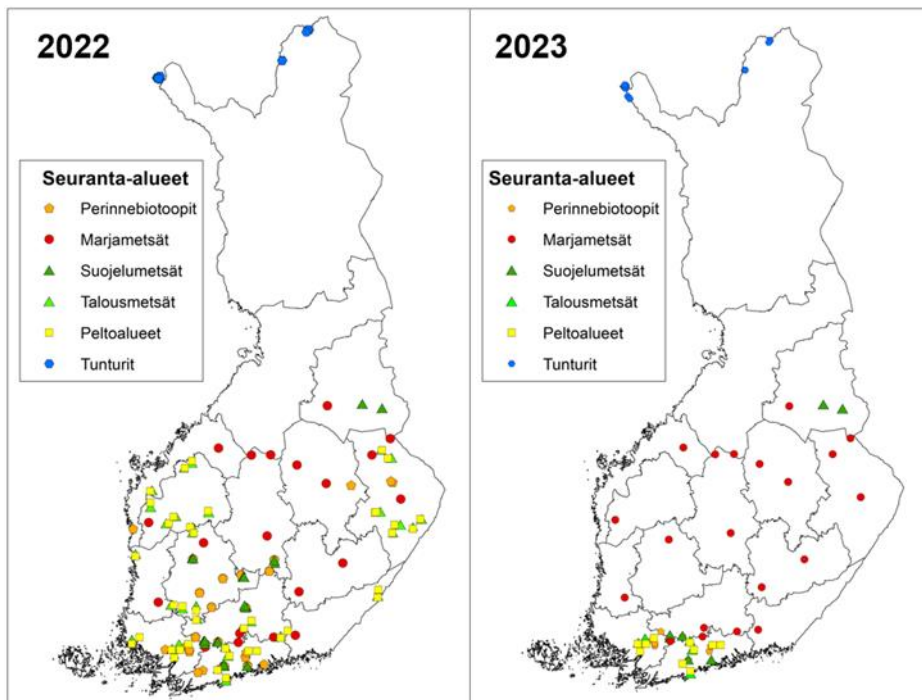 2022
Seuranta-alueet
Perinnebiotoopit
Marjametsät
Suojelumetsät
Talousmetsät
Peltoalueet
Tunturit
2023
Seuranta-alueet
Perinnebiotoopit
Marjametsät
Suojelumetsät
Talousmetsät
Peltoalueet
Tunturit